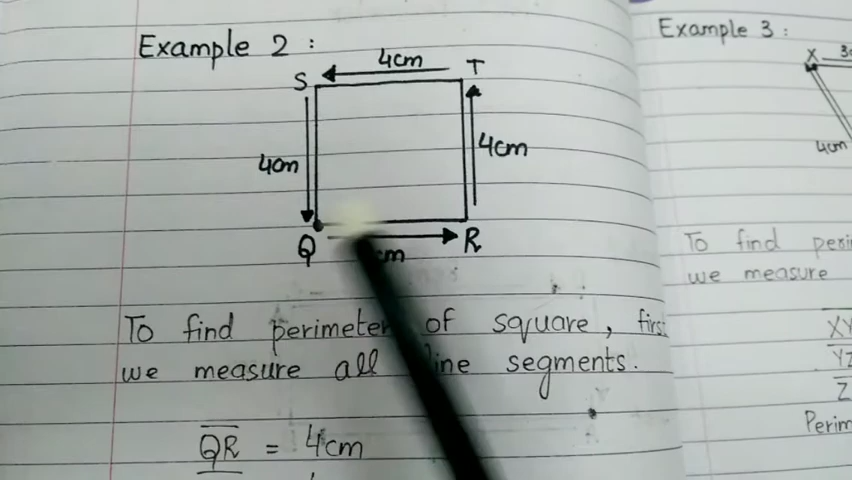 Example 2 :
4cm
S T
4cm
4cm
Q R
cm
To find perimeter of square, first
we measure all line segments.
QR = 4cm
Example 3 :
X
4cm
To find
we measure
XY
YZ
Z
Perim